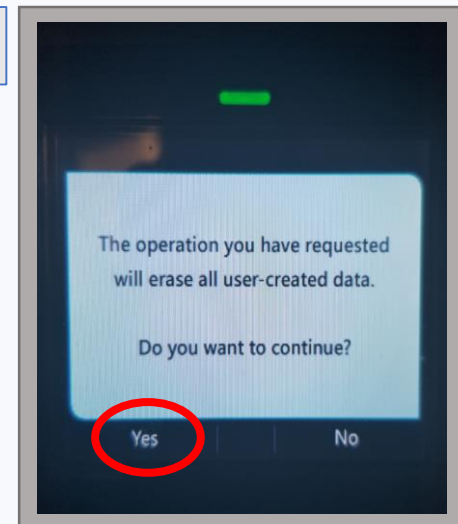 The operation you have requested
will erase all user-created data.
Do you want to continue?
Yes No